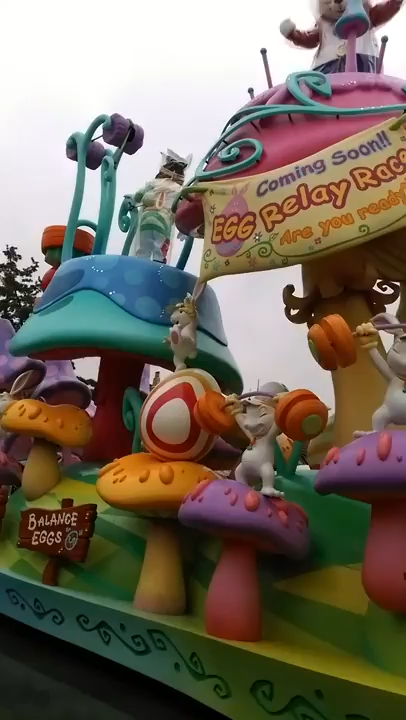 Coming Soon!!
EGG Relay Race
Are you ready
BALANCE
EGGS